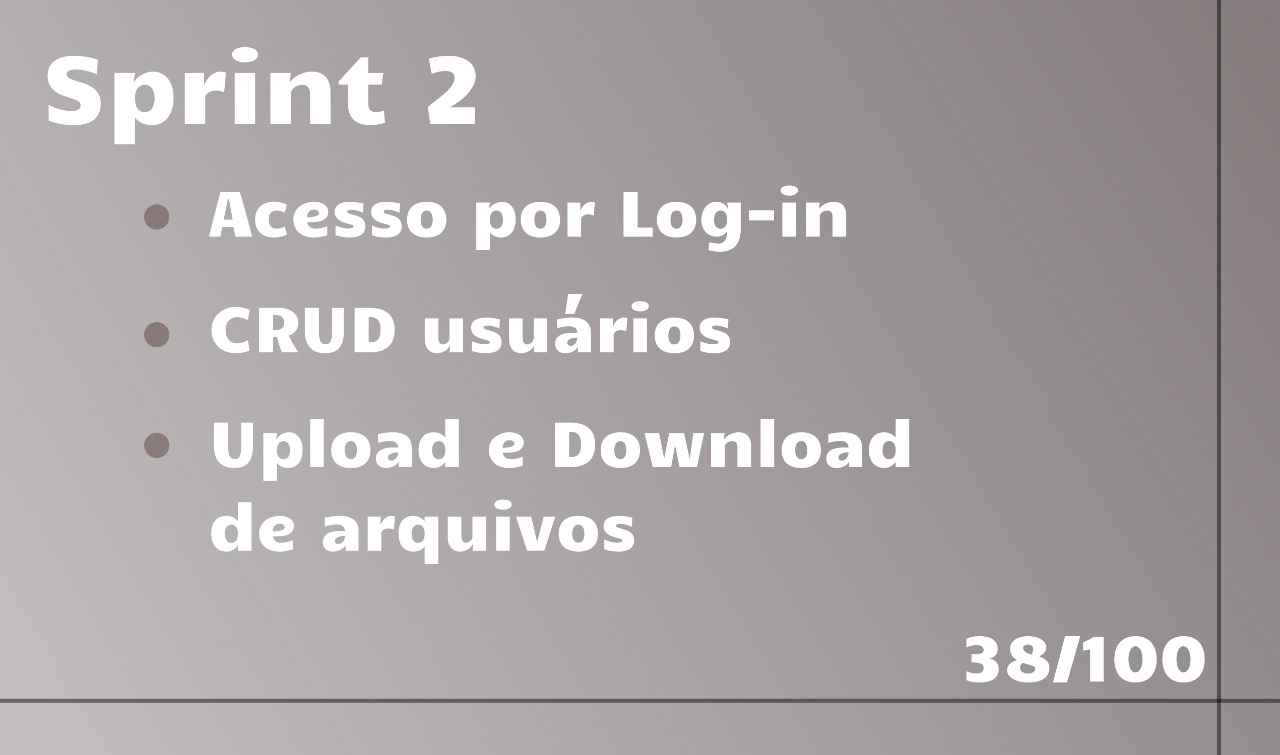 Sprint 2
Acesso por Log-in
CRUD usuários
Upload e Download
de arquivos
38/100